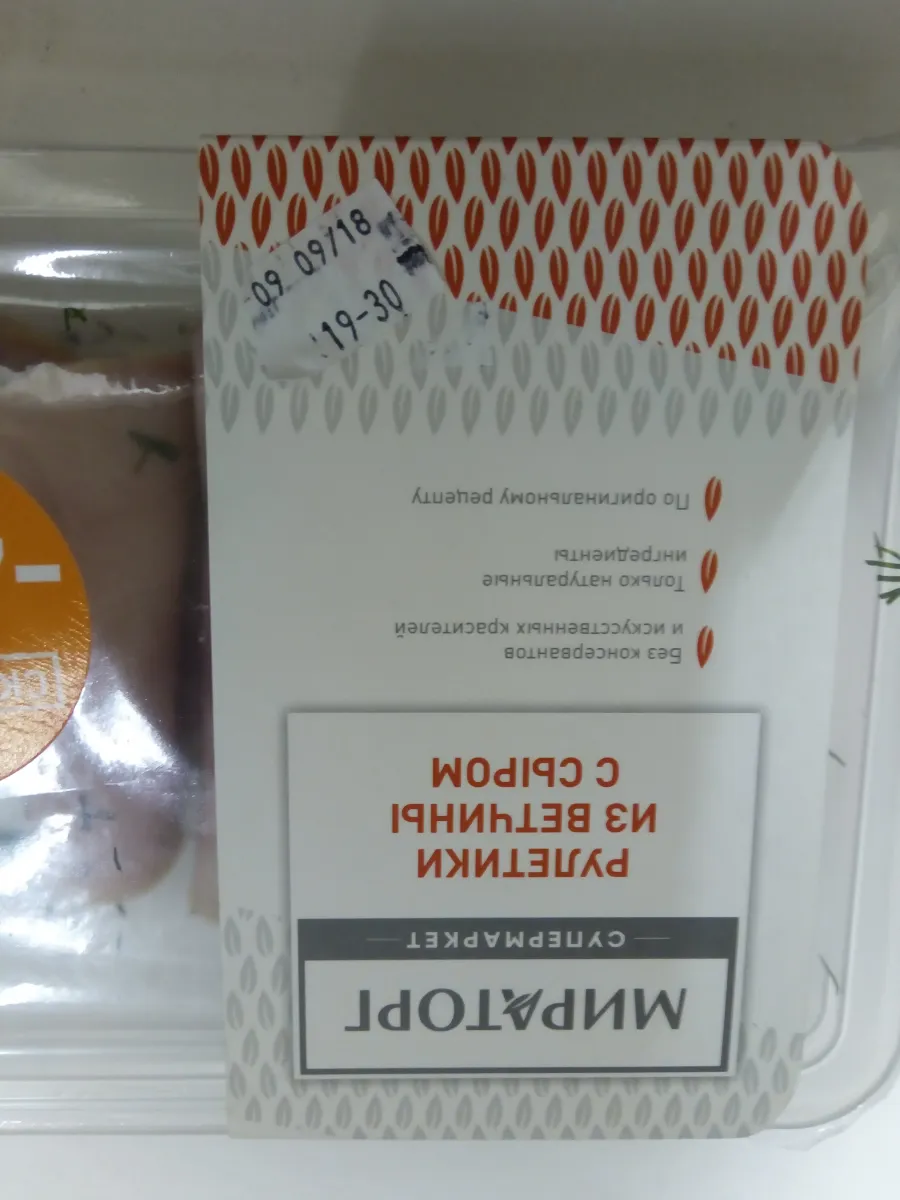 МИРАТОРГ
СУПЕРМАРКЕТ
РУЛЕТИКИ
ИЗ ВЕТЧИНЫ
С СЫРОМ
Без консервантов
и искусственных красителей
Только натуральные
ингредиенты
По оригинальному рецепту
09 09/18
19-30